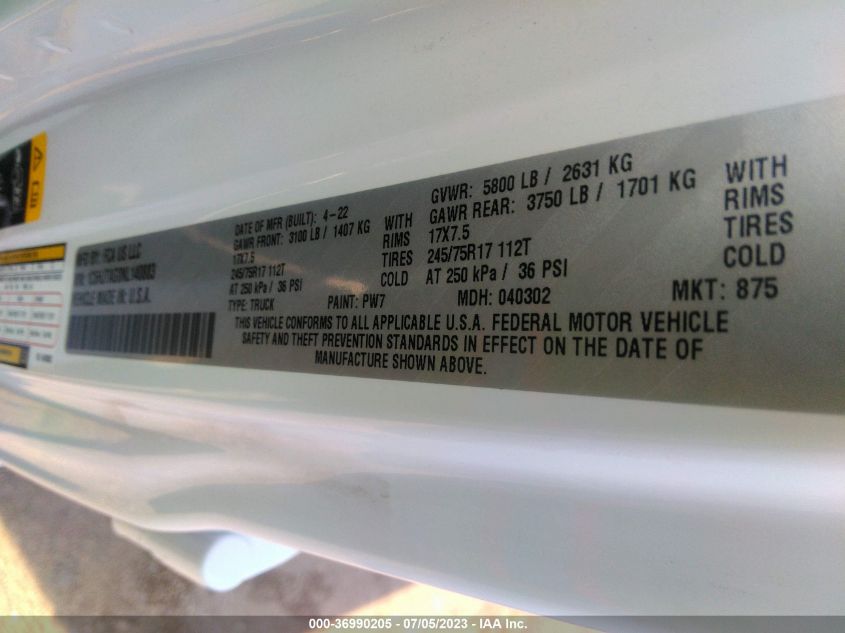 MFD BY: FCA US LLC
DATE OF MFR (BUILT): 4-22
GVWR: 5800 LB / 2631 KG
GAWR FRONT: 3100 LB / 1407 KG WITH
GAWR REAR: 3750 LB / 1701 KG WITH
17X7.5 RIMS
17X7.5 RIMS
245/75R17 112T TIRES
245/75R17 112T TIRES
AT 250 kPa / 36 PSI COLD
AT 250 kPa / 36 PSI COLD
VEHICLE MADE IN: U.S.A.
TYPE: TRUCK PAINT: PW7 MDH: 040302 MKT: 875
THIS VEHICLE CONFORMS TO ALL APPLICABLE U.S.A. FEDERAL MOTOR VEHICLE
SAFETY AND THEFT PREVENTION STANDARDS IN EFFECT ON THE DATE OF
MANUFACTURE SHOWN ABOVE.
000-36990205 - 07/05/2023 - IAA Inc.